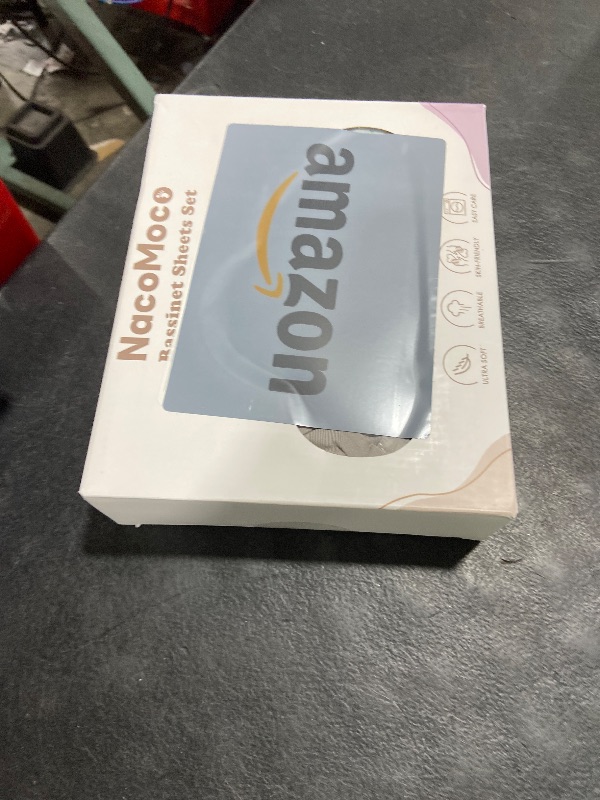 NacoMoco
Bassinet Sheets Set
amazon
ULTRA SOFT
BREATHABLE
SKIN-FRIENDLY
EASY CARE